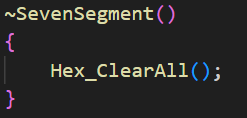 ~SevenSegment()
{
    Hex_ClearAll();
}